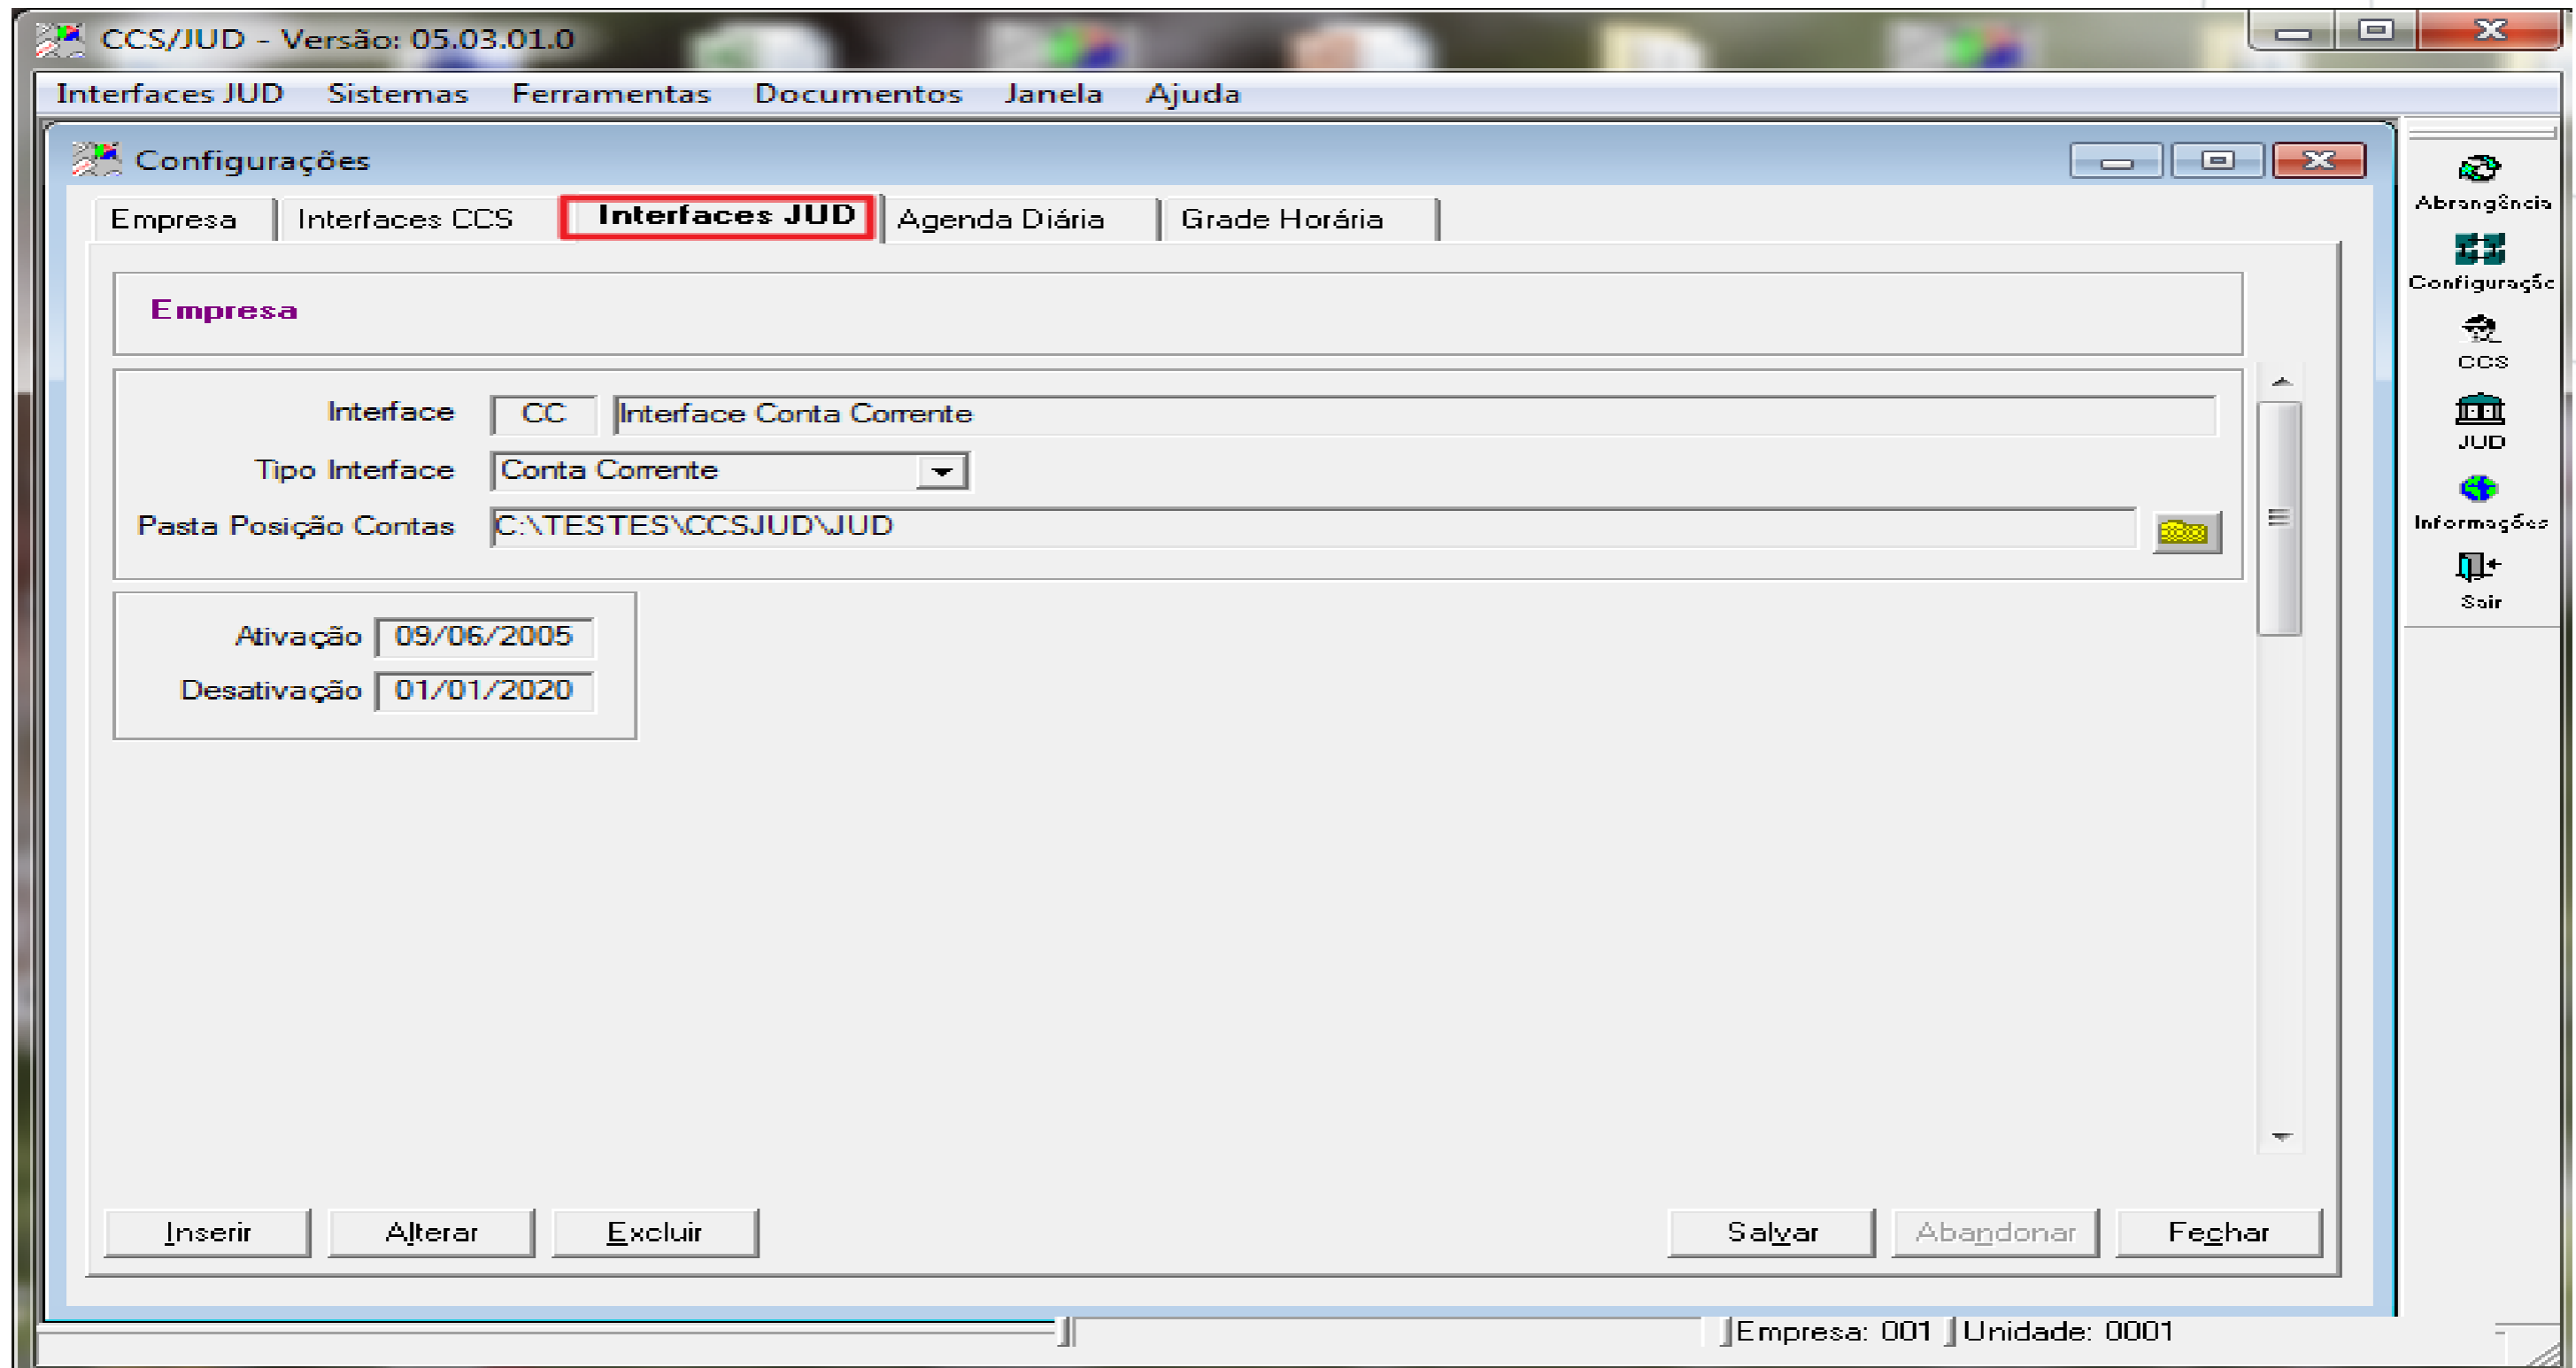 CCS/JUD - Versão: 05.03.01.0
Interfaces JUD Sistemas Ferramentas Documentos Janela Ajuda
Configurações
Empresa Interfaces CCS Interfaces JUD Agenda Diária Grade Horária
Empresa
Interface CC Interface Conta Corrente
Tipo Interface Conta Corrente
Pasta Posição Contas C:\TESTES\CCSJUD\JUD
Ativação 09/06/2005
Desativação 01/01/2020
Inserir Alterar Excluir Salvar Abandonar Fechar
Abrangência
Configuração
CCS
JUD
Informações
Sair
Empresa: 001 Unidade: 0001